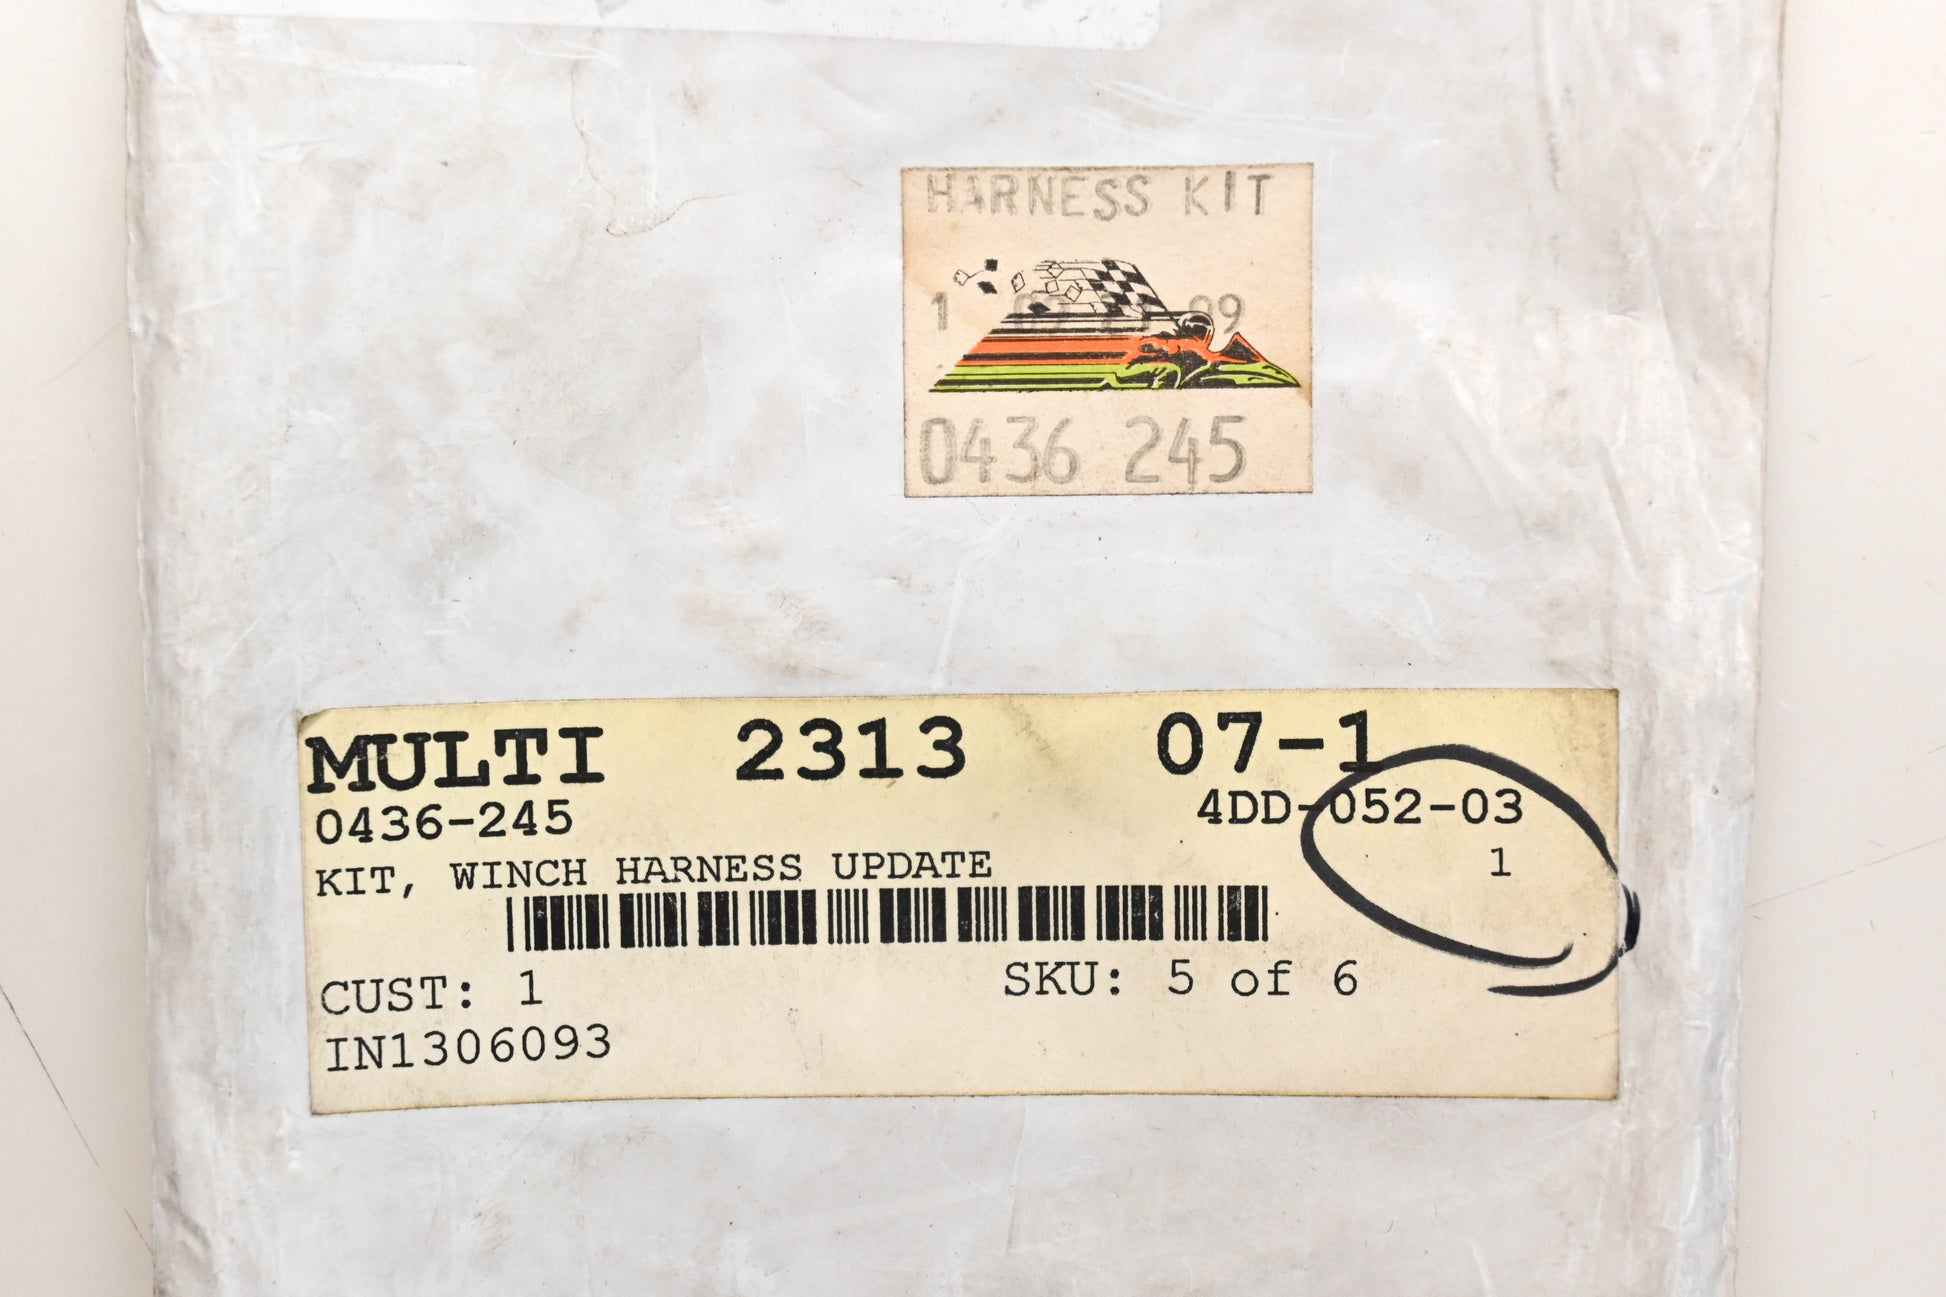 HARNESS KIT
1 99
0436 245
MULTI 2313 07-1
0436-245 4DD-052-03
KIT, WINCH HARNESS UPDATE 1
CUST: 1 SKU: 5 of 6
IN1306093